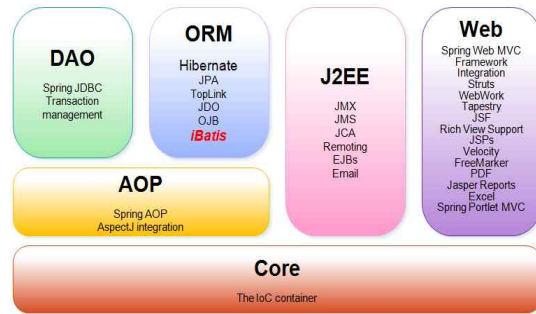 DAO
Spring JDBC
Transaction
management
ORM
Hibernate
JPA
TopLink
JDO
OJB
iBatis
J2EE
JMX
JMS
JCA
Remoting
EJBs
Email
Web
Spring Web MVC
Framework
Integration
Struts
WebWork
Tapestry
JSF
Rich View Support
JSPs
Velocity
FreeMarker
PDF
Jasper Reports
Excel
Spring Portlet MVC
AOP
Spring AOP
AspectJ integration
Core
The IoC container